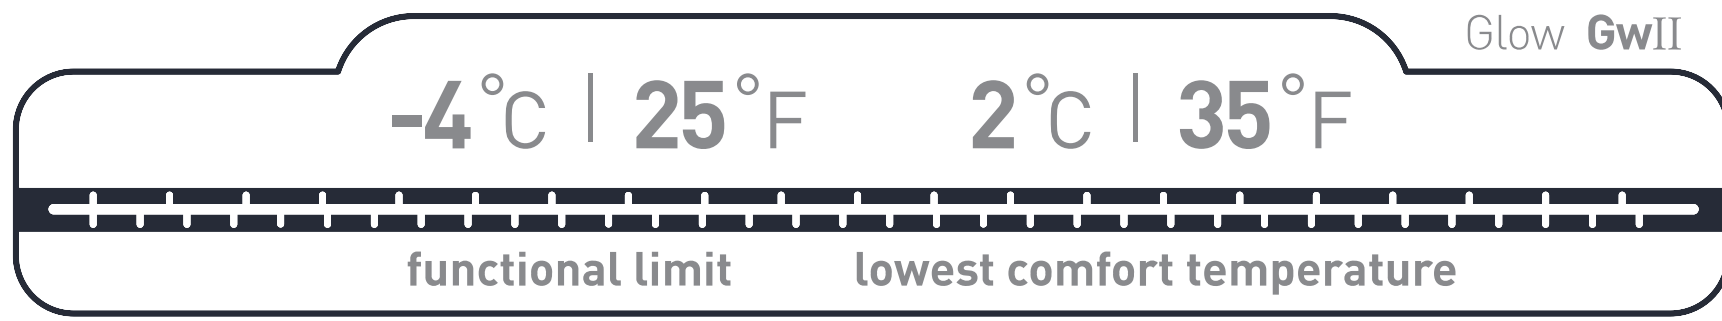 Glow GwII
-4°C | 25°F 2°C | 35°F
functional limit lowest comfort temperature